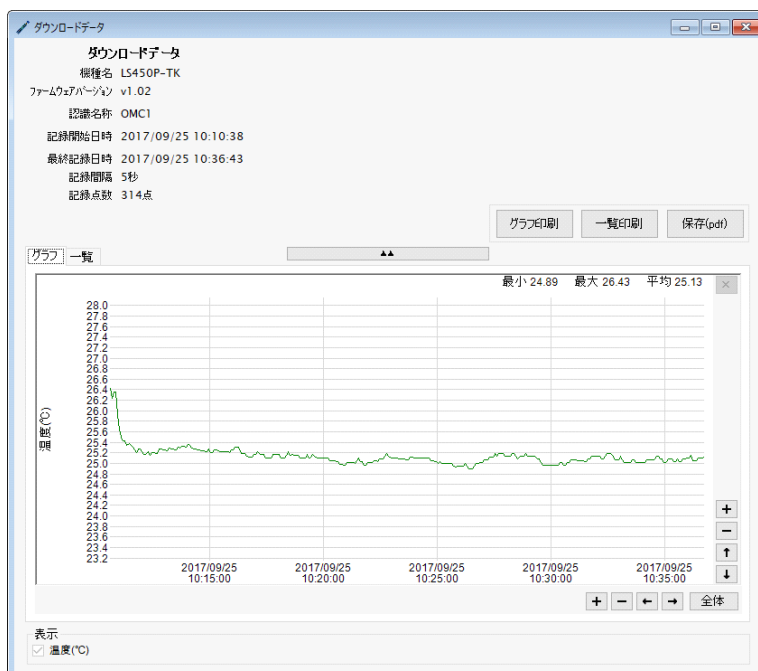 ダウンロードデータ
ダウンロードデータ
機種名 LS450P-TK
ファームウェアバージョン v1.02
認識名称 OMC1
記録開始日時 2017/09/25 10:10:38
最終記録日時 2017/09/25 10:36:43
記録間隔 5秒
記録点数 314点
グラフ印刷 一覧印刷 保存(pdf)
グラフ 一覧
最小 24.89 最大 26.43 平均 25.13
温度(℃)
28.0
27.8
27.6
27.4
27.2
27.0
26.8
26.6
26.4
26.2
26.0
25.8
25.6
25.4
25.2
25.0
24.8
24.6
24.4
24.2
24.0
23.8
23.6
23.4
23.2
2017/09/25 2017/09/25 2017/09/25 2017/09/25 2017/09/25
10:15:00 10:20:00 10:25:00 10:30:00 10:35:00
全体
表示
温度(℃)